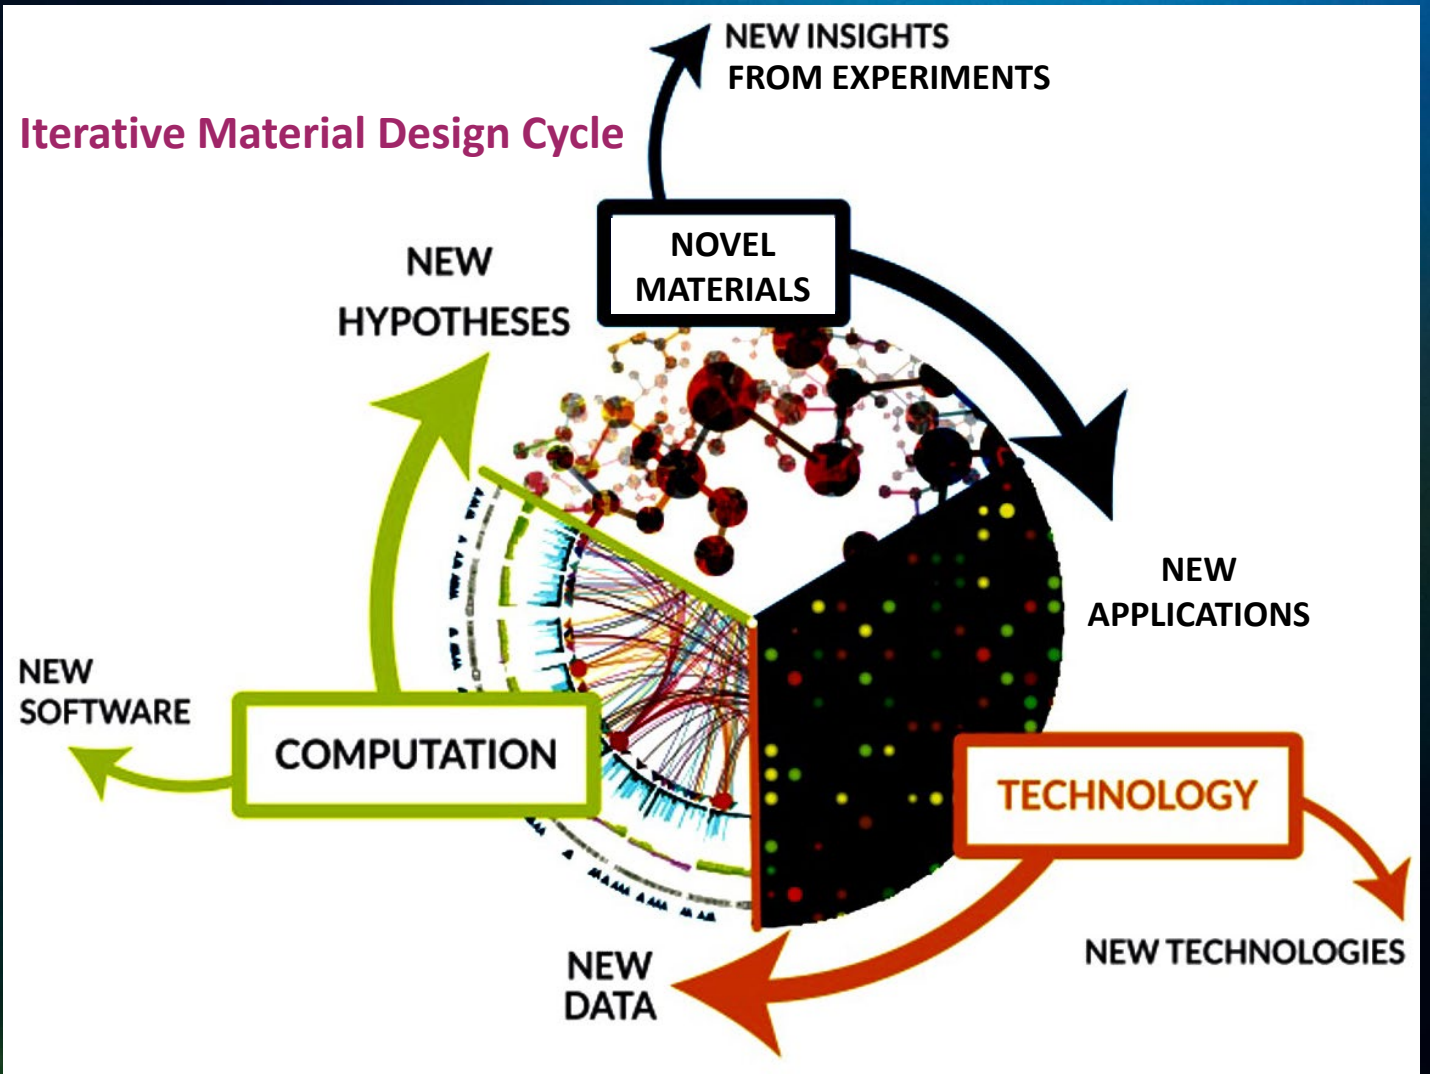 NEW INSIGHTS
FROM EXPERIMENTS
Iterative Material Design Cycle
NOVEL
MATERIALS
NEW
HYPOTHESES
NEW
APPLICATIONS
NEW
SOFTWARE
COMPUTATION
TECHNOLOGY
NEW TECHNOLOGIES
NEW
DATA